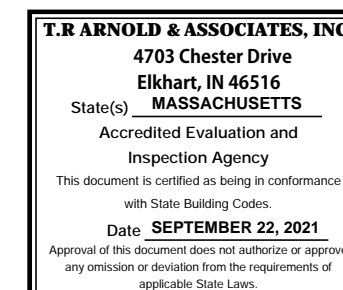 T.R ARNOLD & ASSOCIATES, INC
4703 Chester Drive
Elkhart, IN 46516
State(s) MASSACHUSETTS
Accredited Evaluation and
Inspection Agency
This document is certified as being in conformance
with State Building Codes.
Date SEPTEMBER 22, 2021
Approval of this document does not authorize or approve
any omission or deviation from the requirements of
applicable State Laws.